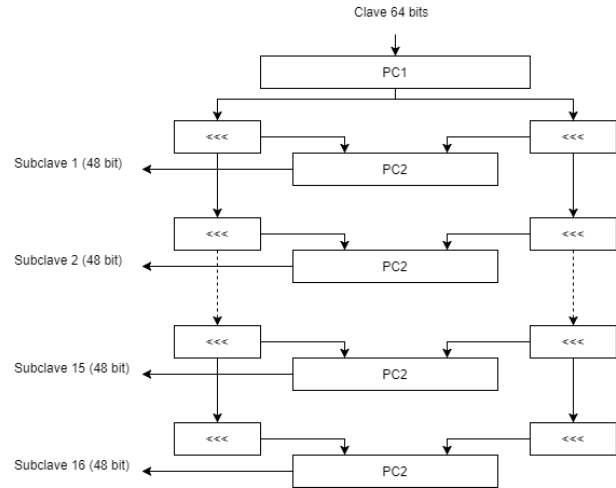 Clave 64 bits
PC1
<<<
<<<
Subclave 1 (48 bit)
PC2
<<<
<<<
Subclave 2 (48 bit)
PC2
<<<
<<<
Subclave 15 (48 bit)
PC2
<<<
<<<
Subclave 16 (48 bit)
PC2